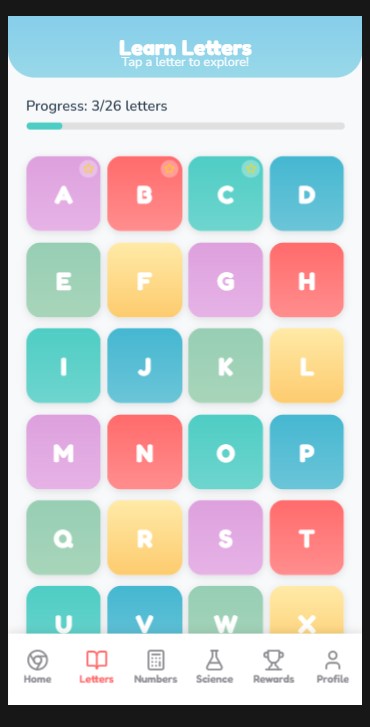 Learn Letters
Tap a letter to explore!
Progress: 3/26 letters
A B C D
E F G H
I J K L
M N O P
Q R S T
U V W X
Home Letters Numbers Science Rewards Profile